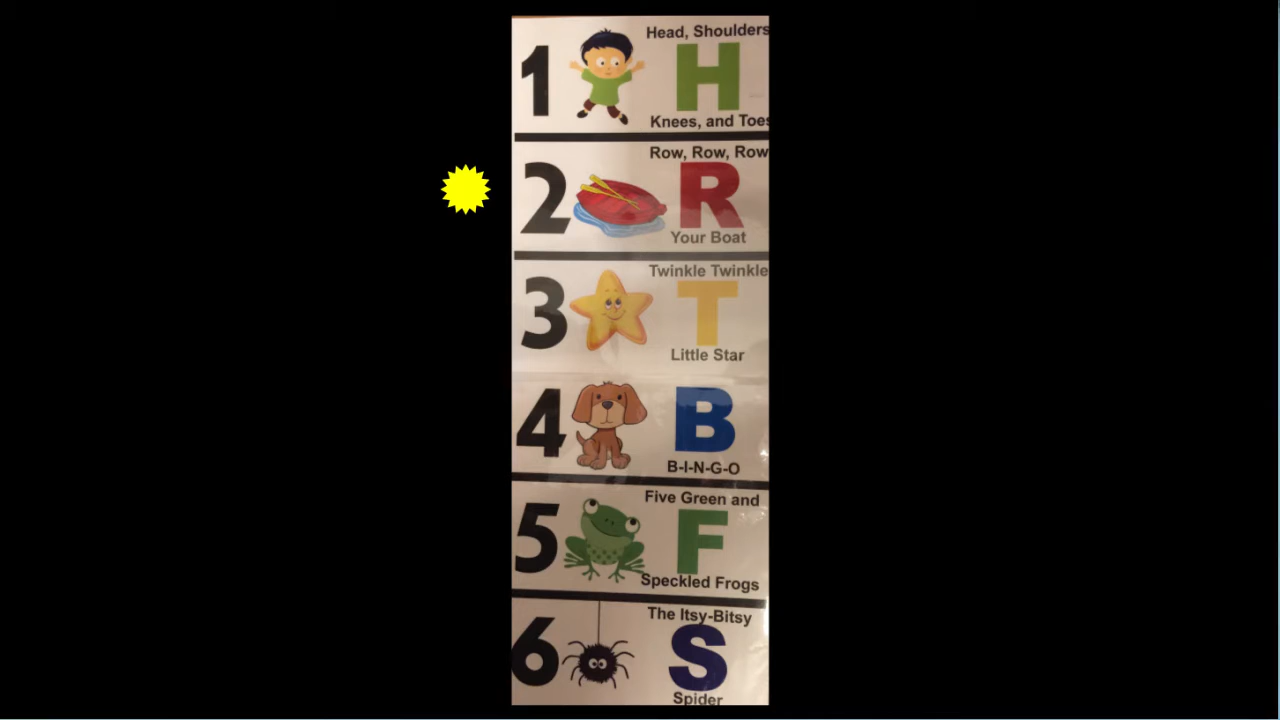 Head, Shoulders
1 H
Knees, and Toes
Row, Row, Row
2 R
Your Boat
Twinkle Twinkle
3 T
Little Star
4 B
B-I-N-G-O
Five Green and
5 F
Speckled Frogs
The Itsy-Bitsy
6 S
Spider